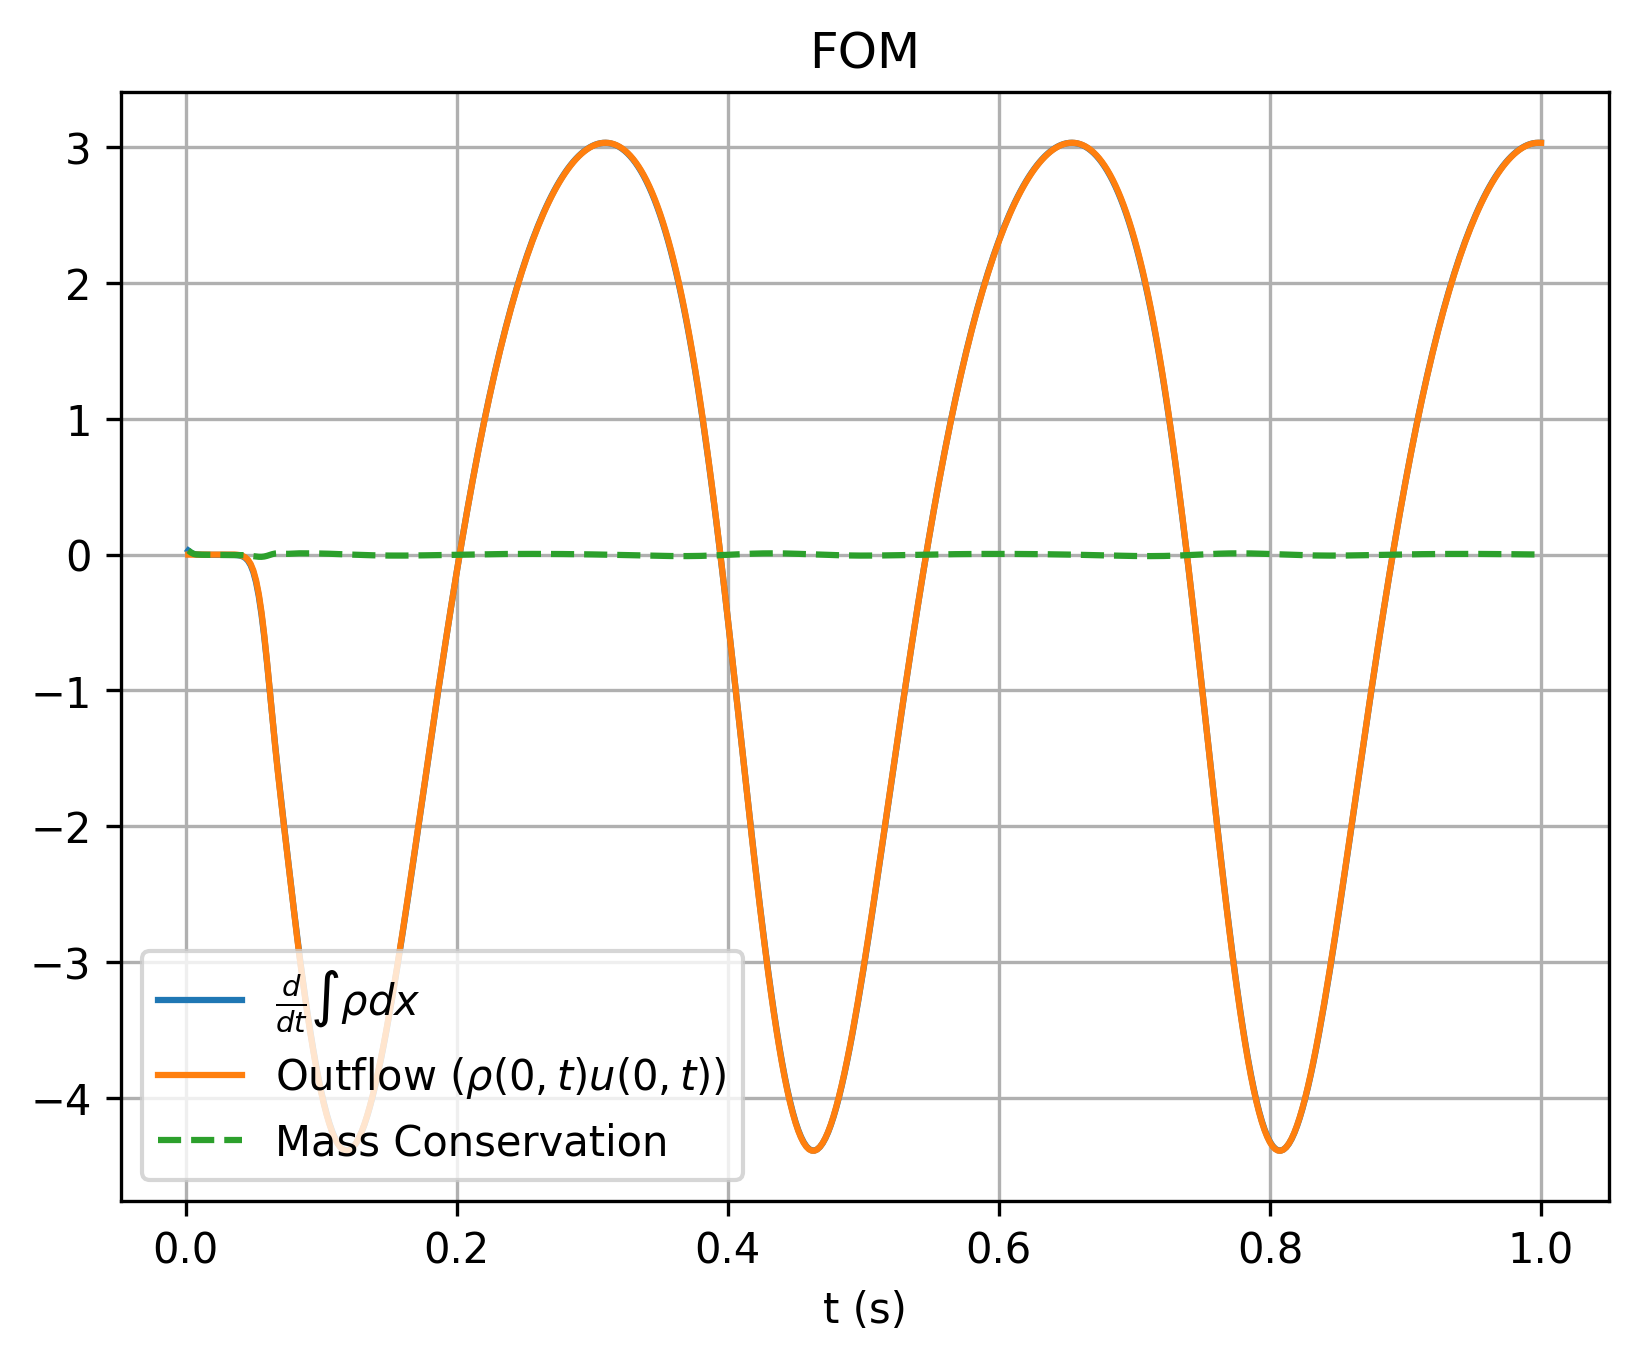 FOM
3
2
1
0
−1
−2
−3
−4
d/dt ∫ρdx
Outflow (ρ(0, t)u(0, t))
Mass Conservation
0.0 0.2 0.4 0.6 0.8 1.0
t (s)